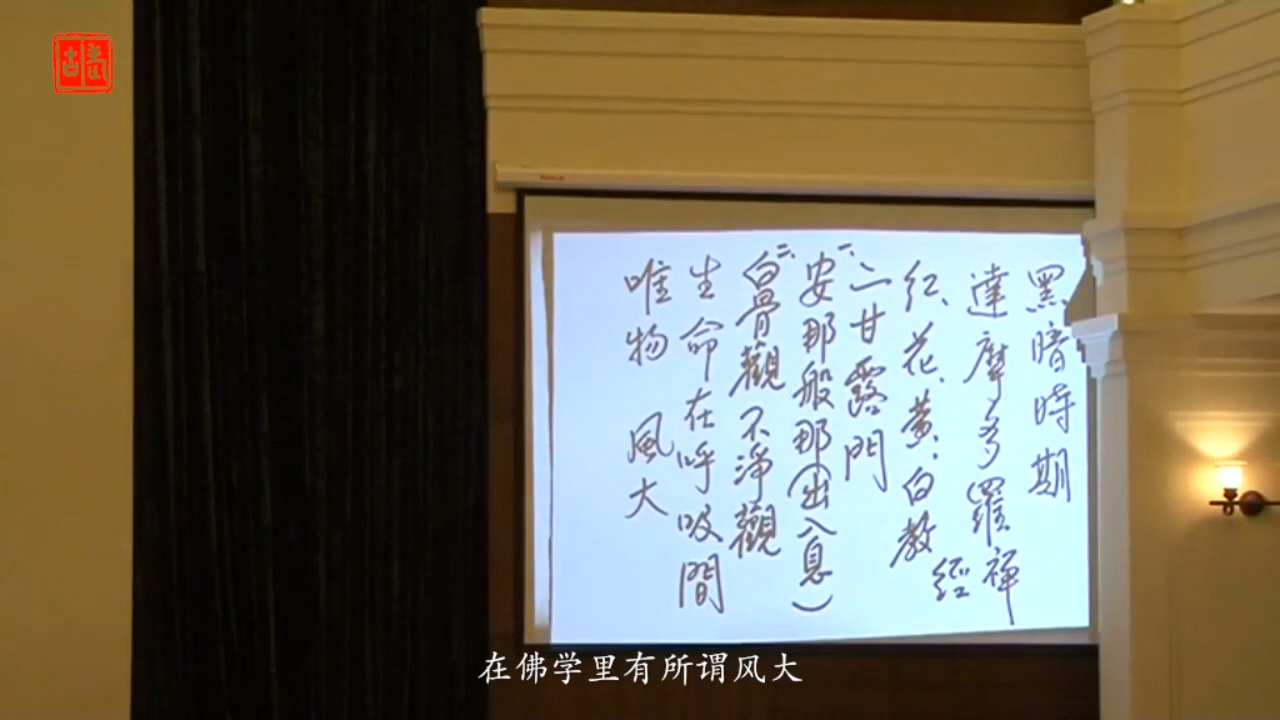 黑暗時期
達摩多羅禅
經
紅、花、黄、白教
二甘露門
一、安那般那(出入息)
二、白骨觀不淨觀
生命在呼吸間
唯物 風大
在佛学里有所谓风大